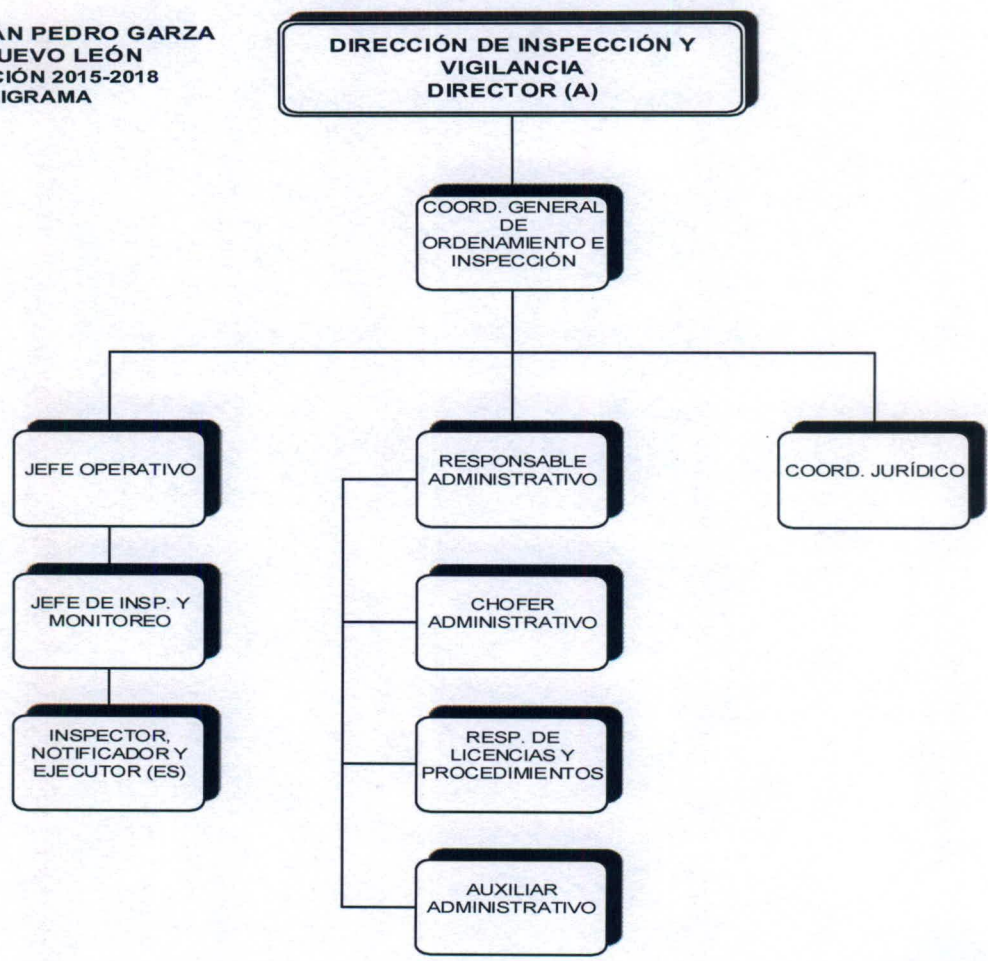 AN PEDRO GARZA
UEVO LEÓN
CIÓN 2015-2018
IGRAMA
DIRECCIÓN DE INSPECCIÓN Y
VIGILANCIA
DIRECTOR (A)
COORD. GENERAL
DE
ORDENAMIENTO E
INSPECCIÓN
JEFE OPERATIVO
RESPONSABLE
ADMINISTRATIVO
COORD. JURÍDICO
JEFE DE INSP. Y
MONITOREO
CHOFER
ADMINISTRATIVO
INSPECTOR,
NOTIFICADOR Y
EJECUTOR (ES)
RESP. DE
LICENCIAS Y
PROCEDIMIENTOS
AUXILIAR
ADMINISTRATIVO